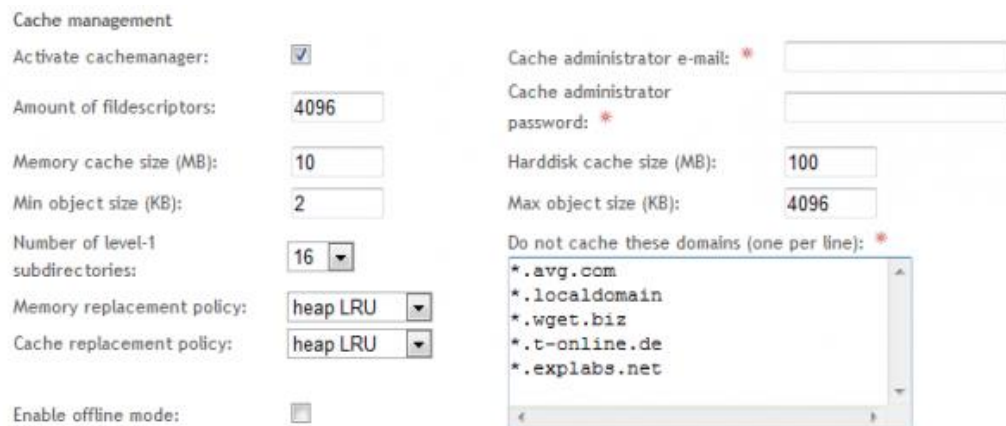 Cache management
Activate cachemanager:
Cache administrator e-mail: *
Amount of fildescriptors: 4096
Cache administrator
password: *
Memory cache size (MB): 10
Harddisk cache size (MB): 100
Min object size (KB): 2
Max object size (KB): 4096
Number of level-1
subdirectories: 16
Do not cache these domains (one per line): *
*.avg.com
*.localdomain
*.wget.biz
*.t-online.de
*.explabs.net
Memory replacement policy: heap LRU
Cache replacement policy: heap LRU
Enable offline mode: